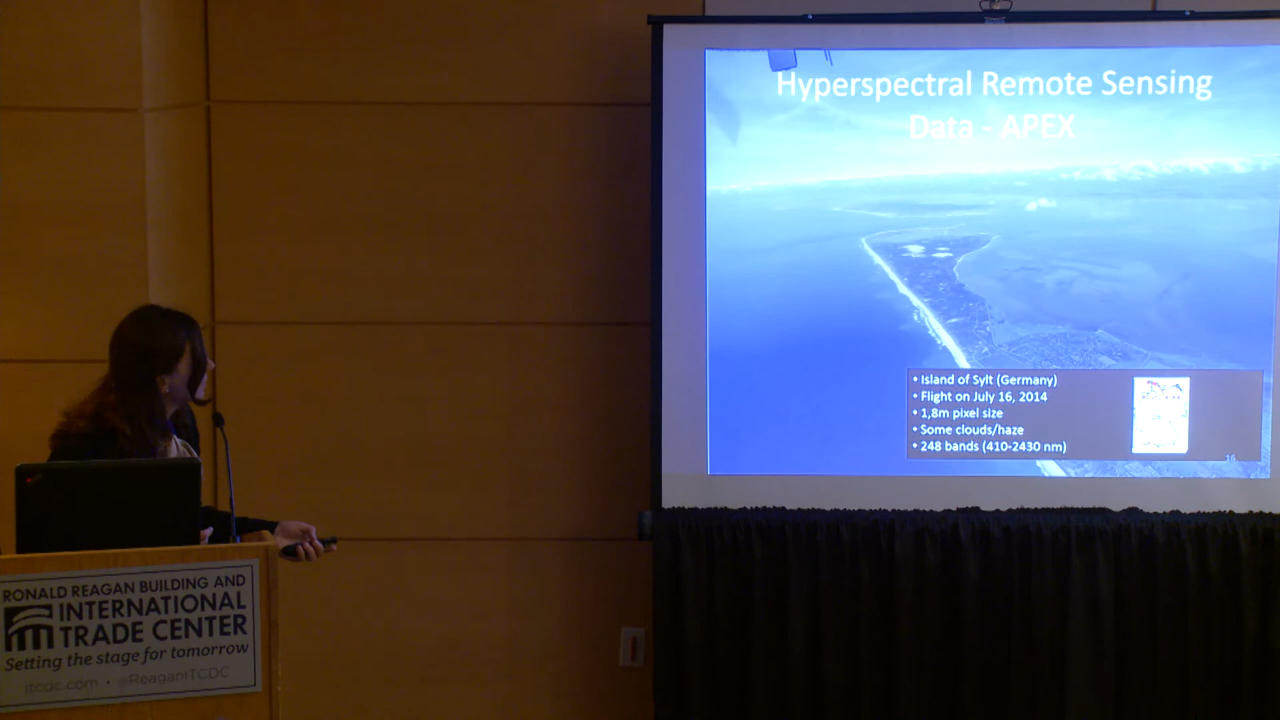 Hyperspectral Remote Sensing
Data - APEX
• Island of Sylt (Germany)
• Flight on July 16, 2014
• 1,8m pixel size
• Some clouds/haze
• 248 bands (410-2430 nm)
16
RONALD REAGAN BUILDING AND
INTERNATIONAL
TRADE CENTER
Setting the stage for tomorrow
itcdc.com • @ReaganITCDC